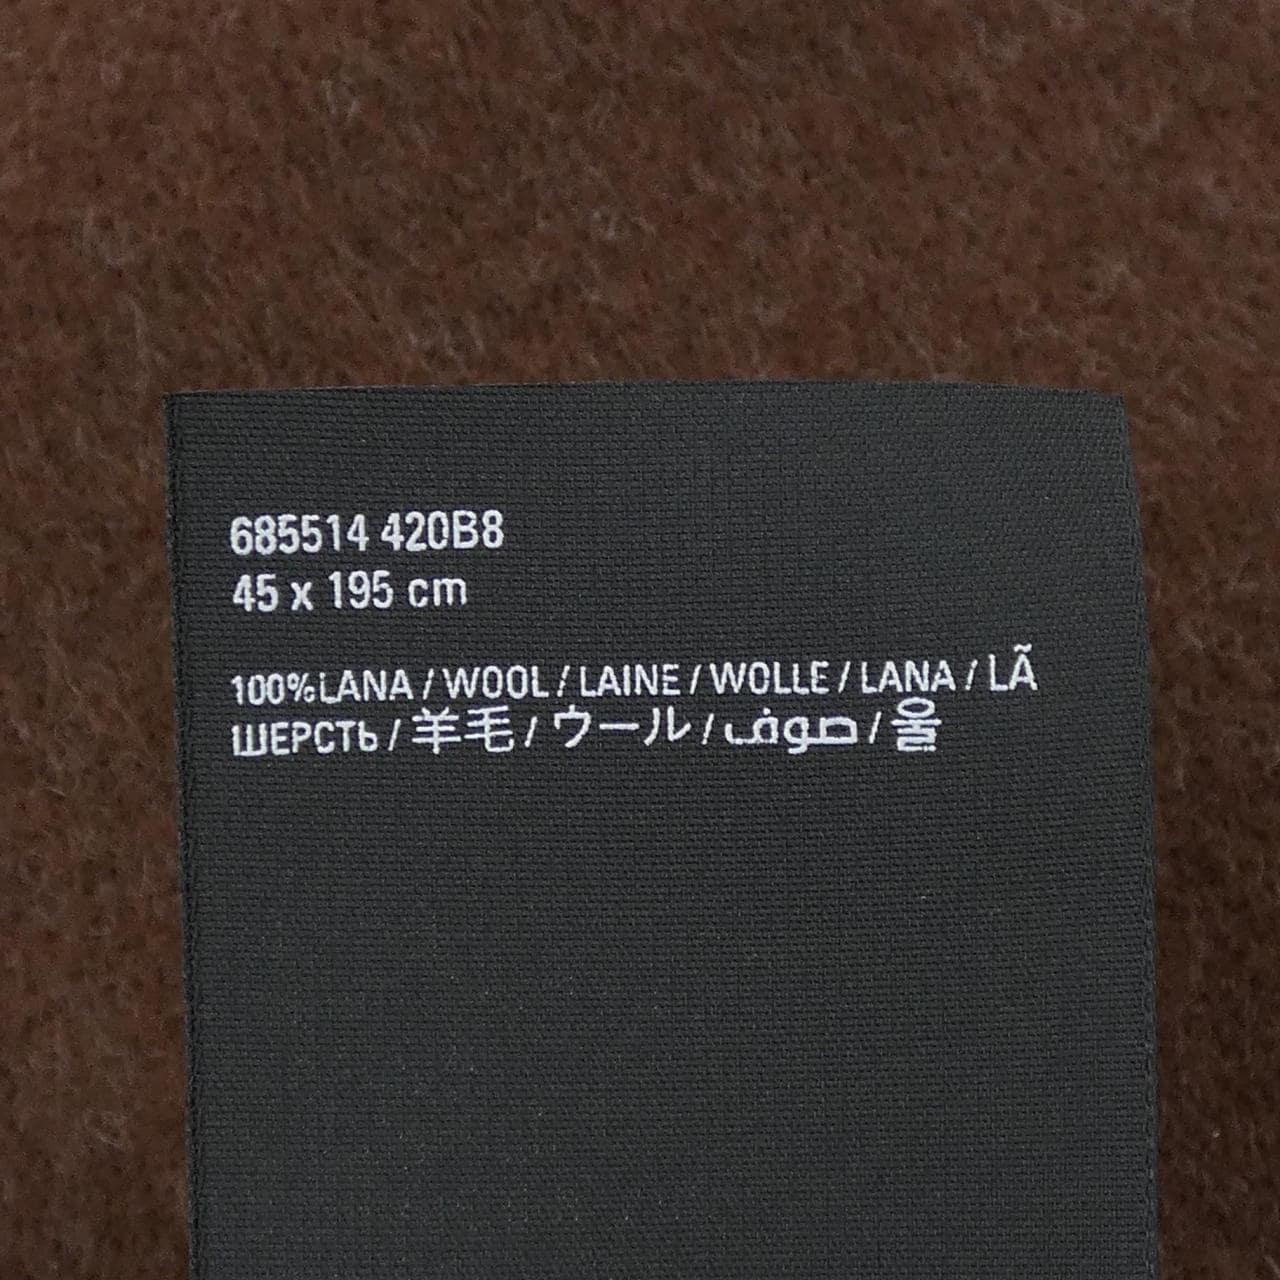 685514 420B8
45 x 195 cm
100%LANA / WOOL / LAINE / WOLLE / LANA / LÃ
ШЕРСТЬ / 羊毛 / ウール / صوف / 울